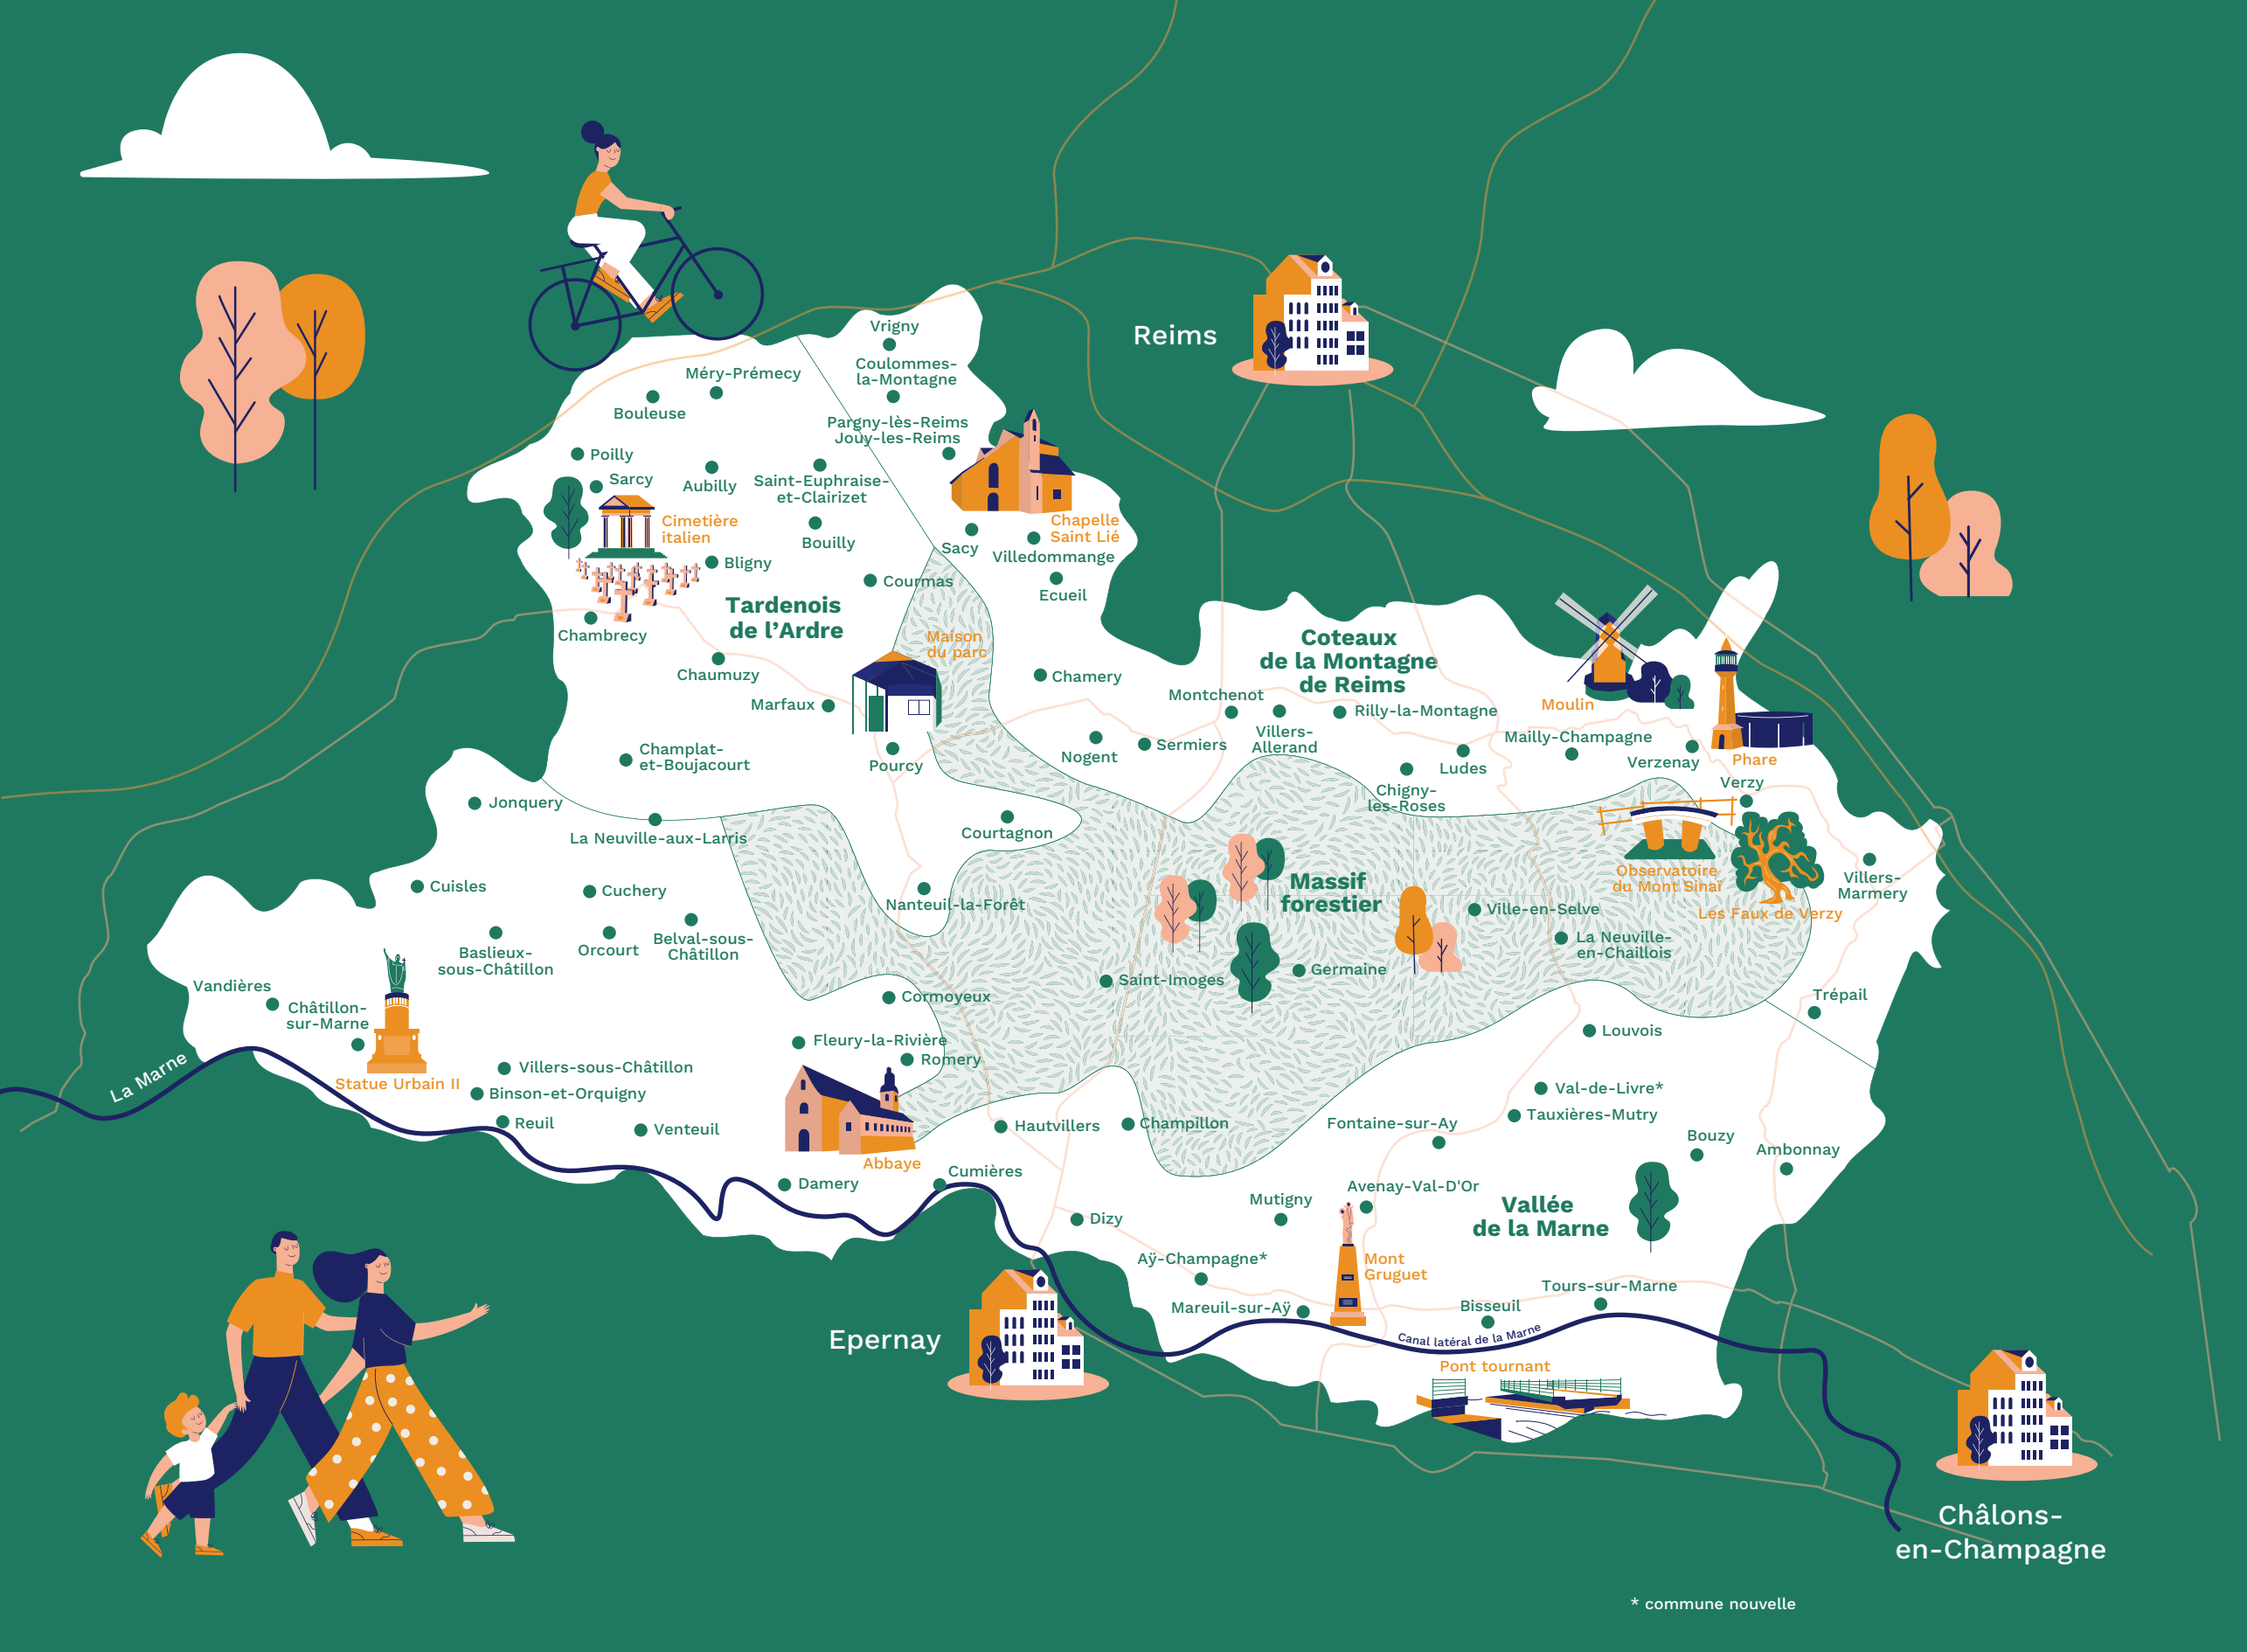 Reims
Vrigny
Coulommes-
la-Montagne
Méry-Prémecy
Bouleuse
Pargny-lès-Reims
Jouy-les-Reims
Poilly
Sarcy
Aubilly
Saint-Euphraise-
et-Clairizet
Cimetière
italien
Bouilly
Bligny
Chapelle
Saint Lié
Sacy
Villedommange
Courmas
Ecueil
Tardenois
de l’Ardre
Chambrecy
Maison
du parc
Chaumuzy
Marfaux
Chamery
Coteaux
de la Montagne
de Reims
Montchenot
Villers-
Allerand
Rilly-la-Montagne
Moulin
Mailly-Champagne
Verzenay
Phare
Verzy
Champlat-
et-Boujacourt
Pourcy
Nogent
Sermiers
Ludes
Chigny-
les-Roses
Jonquery
La Neuville-aux-Larris
Courtagnon
Observatoire
du Mont Sinaï
Villers-
Marmery
Les Faux de Verzy
Cuisles
Cuchery
Nanteuil-la-Forêt
Massif
forestier
Ville-en-Selve
La Neuville-
en-Chaillois
Baslieux-
sous-Châtillon
Orcourt
Belval-sous-
Châtillon
Saint-Imoges
Germaine
Vandières
Châtillon-
sur-Marne
Cormoyeux
Trépail
Louvois
Fleury-la-Rivière
Romery
La Marne
Statue Urbain II
Villers-sous-Châtillon
Binson-et-Orquigny
Reuil
Venteuil
Val-de-Livre*
Tauxières-Mutry
Hautvillers
Champillon
Fontaine-sur-Ay
Bouzy
Ambonnay
Abbaye
Damery
Cumières
Mutigny
Avenay-Val-D'Or
Vallée
de la Marne
Dizy
Aÿ-Champagne*
Mont
Gruguet
Mareuil-sur-Aÿ
Bisseuil
Tours-sur-Marne
Canal latéral de la Marne
Pont tournant
Epernay
Châlons-
en-Champagne
* commune nouvelle